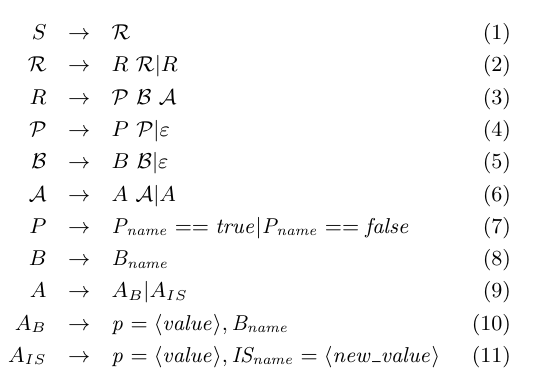 S → ℛ (1)
ℛ → R ℛ|R (2)
R → 𝒫 ℬ 𝒜 (3)
𝒫 → P 𝒫|ε (4)
ℬ → B ℬ|ε (5)
𝒜 → A 𝒜|A (6)
P → P_name == true|P_name == false (7)
B → B_name (8)
A → A_B|A_IS (9)
A_B → p = ⟨value⟩, B_name (10)
A_IS → p = ⟨value⟩, IS_name = ⟨new_value⟩ (11)